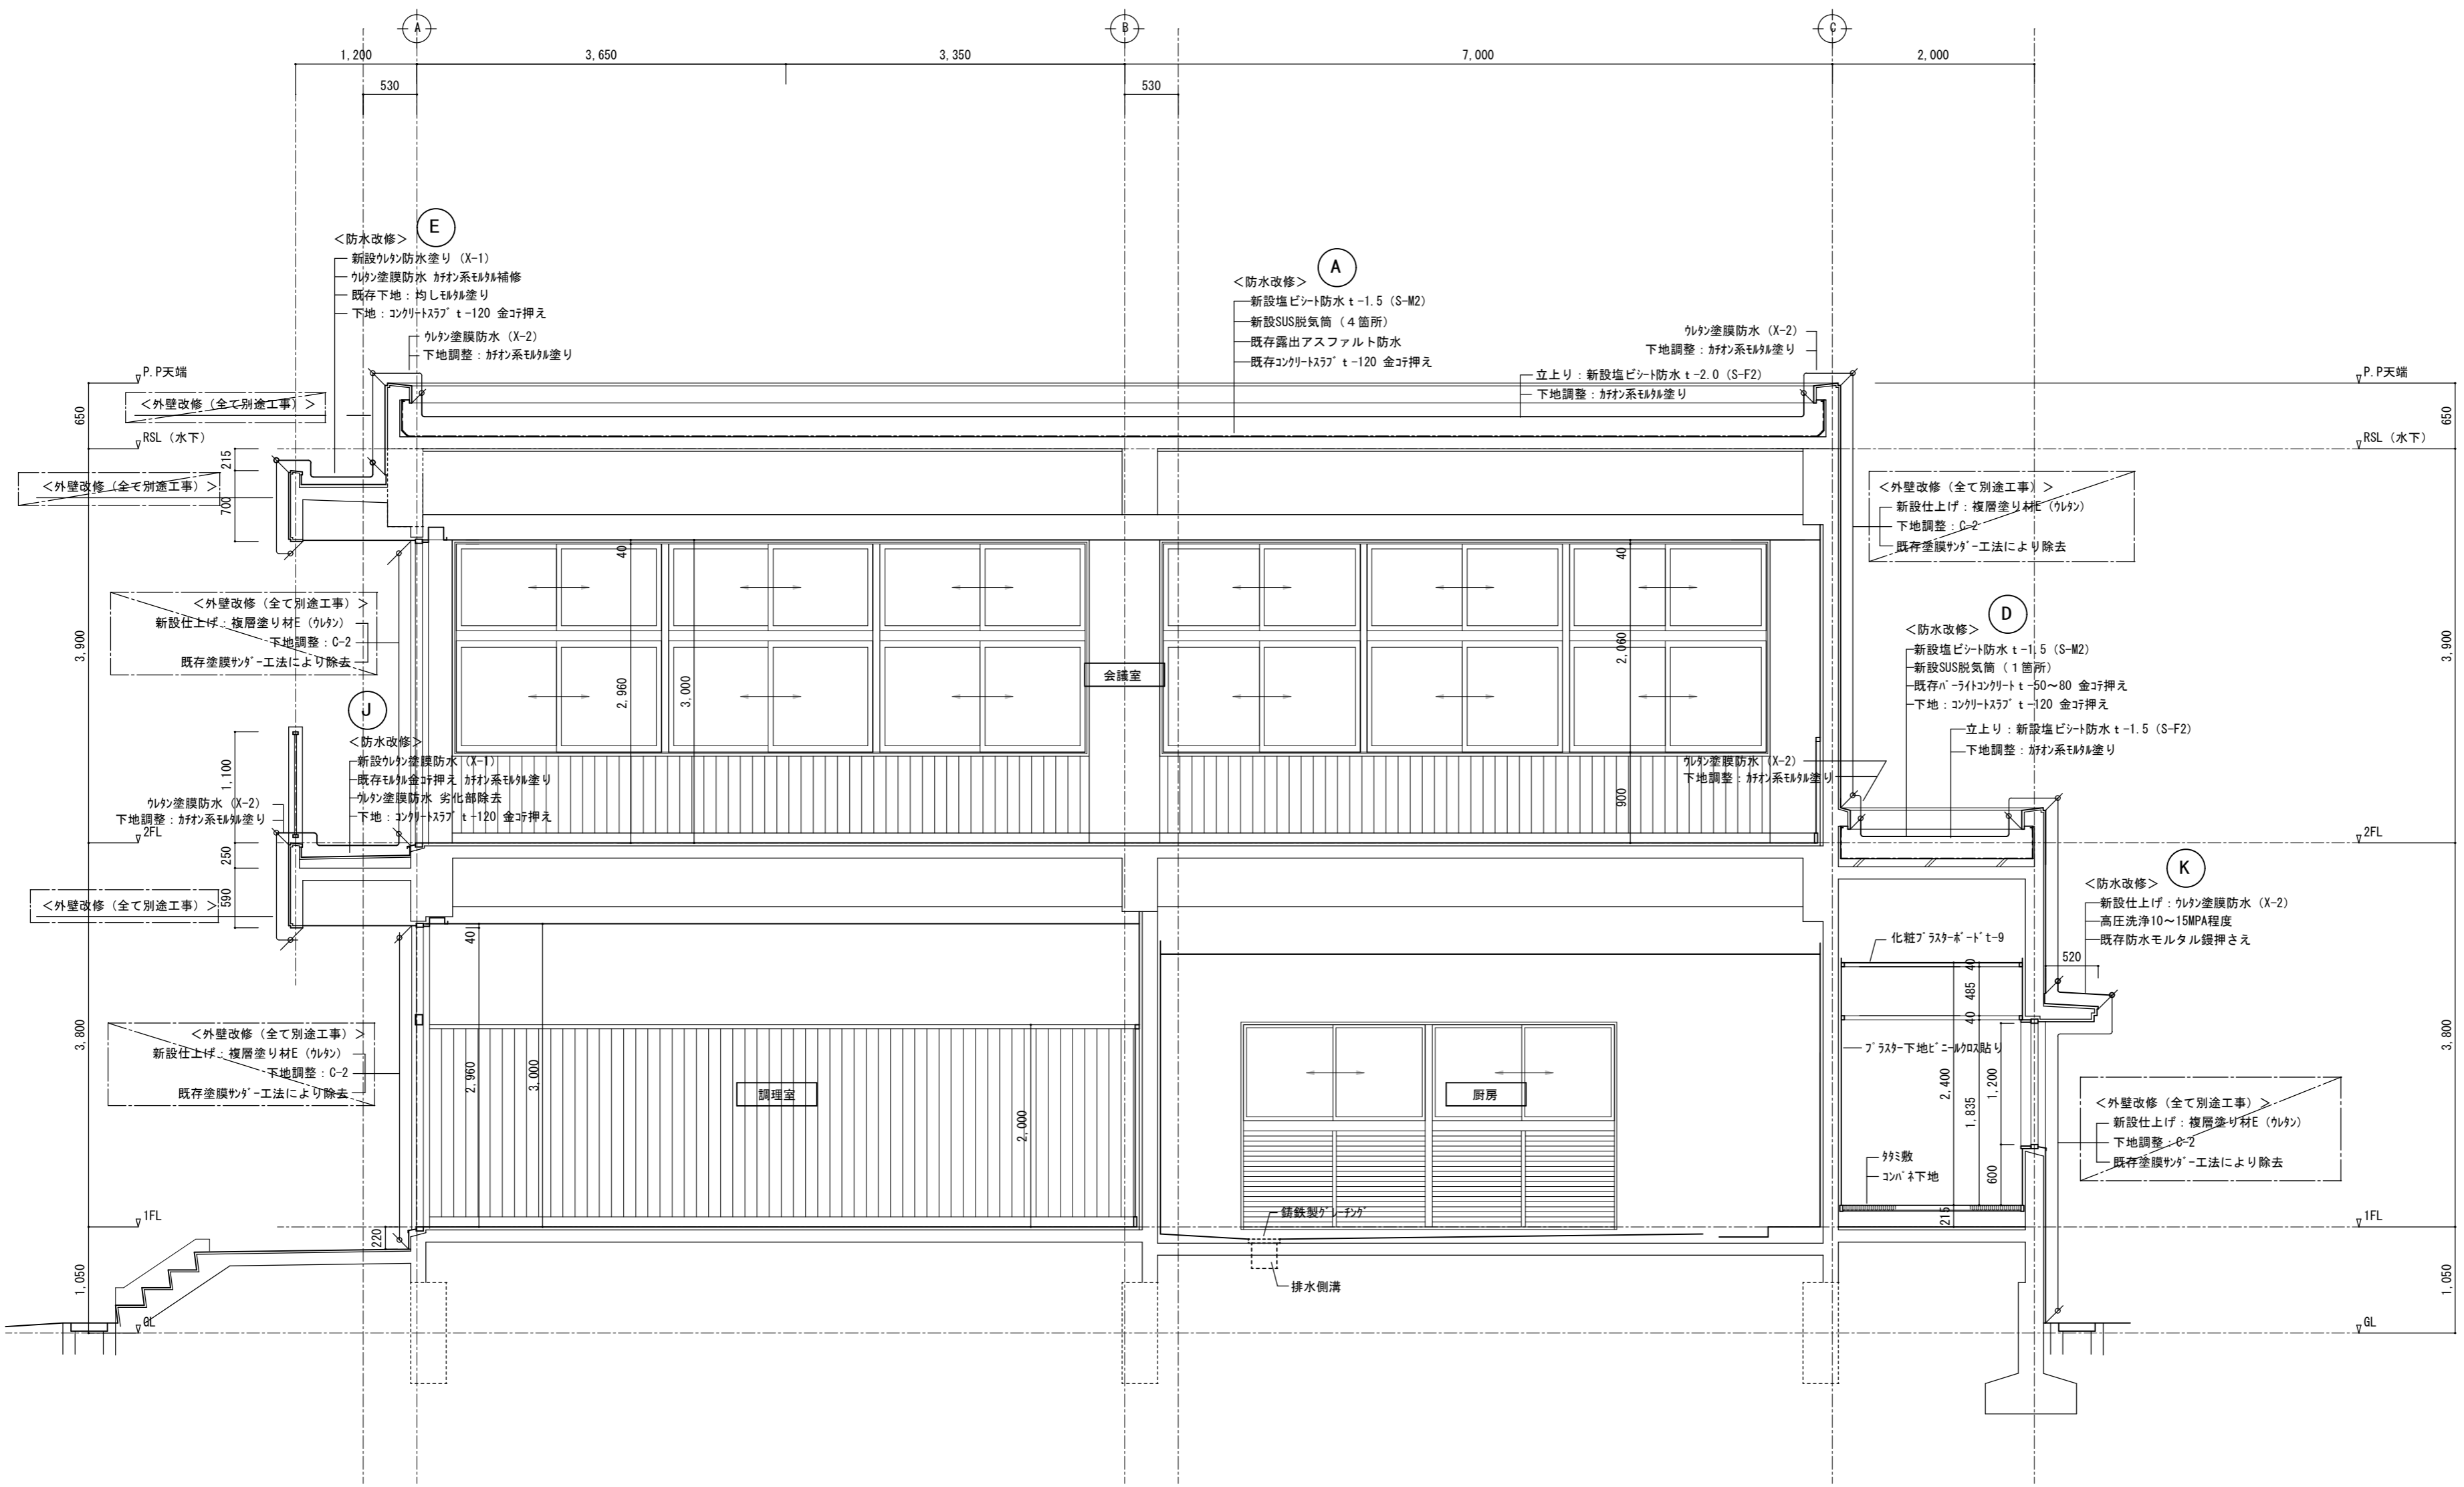 A
B
C
1,200
3,650
3,350
7,000
2,000
530
530
E
<防水改修>
新設ウレタン防水塗り (X-1)
ウレタン塗膜防水 カチオン系モルタル補修
既存下地：均しモルタル塗り
下地：コンクリートスラブ t-120 金コテ押え
ウレタン塗膜防水 (X-2)
下地調整：カチオン系モルタル塗り
A
<防水改修>
新設塩ビシート防水 t-1.5 (S-M2)
新設SUS脱気筒 (4箇所)
既存露出アスファルト防水
既存コンクリートスラブ t-120 金コテ押え
立上り：新設塩ビシート防水 t-2.0 (S-F2)
下地調整：カチオン系モルタル塗り
ウレタン塗膜防水 (X-2)
下地調整：カチオン系モルタル塗り
P.P天端
P.P天端
<外壁改修（全て別途工事）>
650
650
RSL（水下）
RSL（水下）
215
700
<外壁改修（全て別途工事）>
<外壁改修（全て別途工事）>
新設仕上げ：複層塗り材E（ウレタン）
下地調整：C-2
既存塗膜サンダー工法により除去
<外壁改修（全て別途工事）>
新設仕上げ：複層塗り材E（ウレタン）
下地調整：C-2
既存塗膜サンダー工法により除去
3,900
3,900
40
2,960
3,000
会議室
40
2,060
900
D
<防水改修>
新設塩ビシート防水 t-1.5 (S-M2)
新設SUS脱気筒 (1箇所)
既存パーライトコンクリート t-50～80 金コテ押え
下地：コンクリートスラブ t-120 金コテ押え
立上り：新設塩ビシート防水 t-1.5 (S-F2)
下地調整：カチオン系モルタル塗り
J
<防水改修>
新設ウレタン塗膜防水 (X-1)
既存モルタル金コテ押え カチオン系モルタル塗り
ウレタン塗膜防水 劣化部除去
下地：コンクリートスラブ t-120 金コテ押え
ウレタン塗膜防水 (X-2)
下地調整：カチオン系モルタル塗り
1,100
ウレタン塗膜防水 (X-2)
下地調整：カチオン系モルタル塗り
2FL
2FL
250
590
<外壁改修（全て別途工事）>
K
<防水改修>
新設仕上げ：ウレタン塗膜防水 (X-2)
高圧洗浄10～15MPA程度
既存防水モルタル鏝押さえ
520
化粧プラスターボードt-9
40
485
40
プラスター下地ビニールクロス貼り
2,400
1,835
1,200
600
215
タタミ敷
コンパネ下地
<外壁改修（全て別途工事）>
新設仕上げ：複層塗り材E（ウレタン）
下地調整：C-2
既存塗膜サンダー工法により除去
<外壁改修（全て別途工事）>
新設仕上げ：複層塗り材E（ウレタン）
下地調整：C-2
既存塗膜サンダー工法により除去
3,800
3,800
40
2,960
3,000
調理室
2,000
厨房
鋳鉄製グレーチング
排水側溝
1FL
1FL
220
1,050
1,050
GL
GL